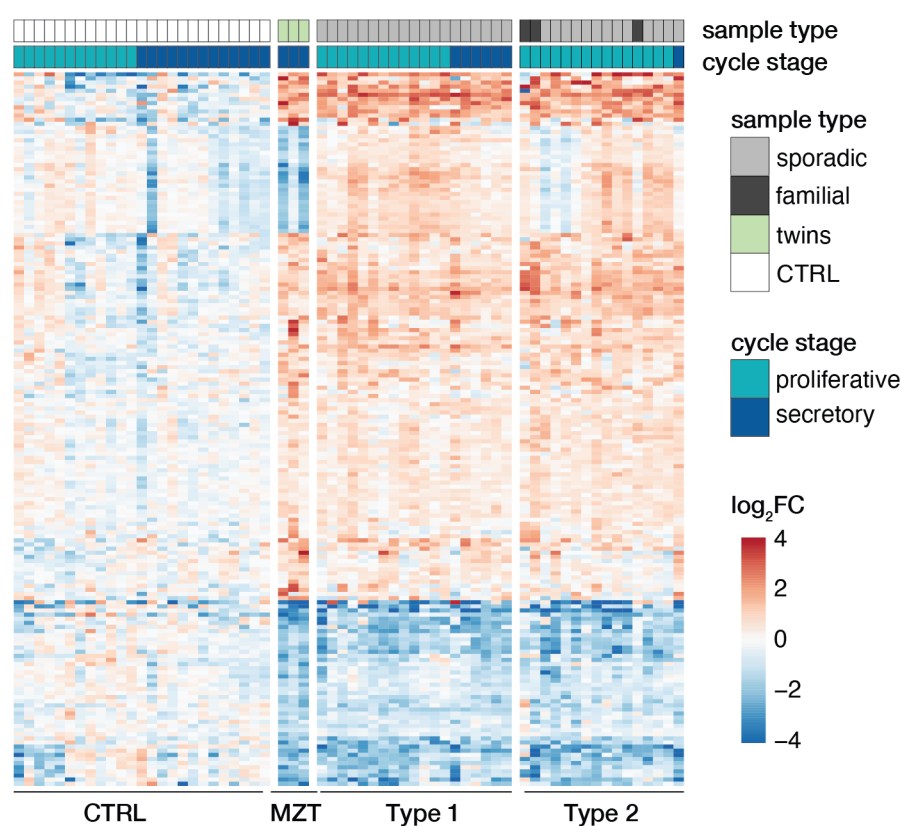 sample type
cycle stage
sample type
sporadic
familial
twins
CTRL
cycle stage
proliferative
secretory
log₂FC
4
2
0
−2
−4
CTRL MZT Type 1 Type 2